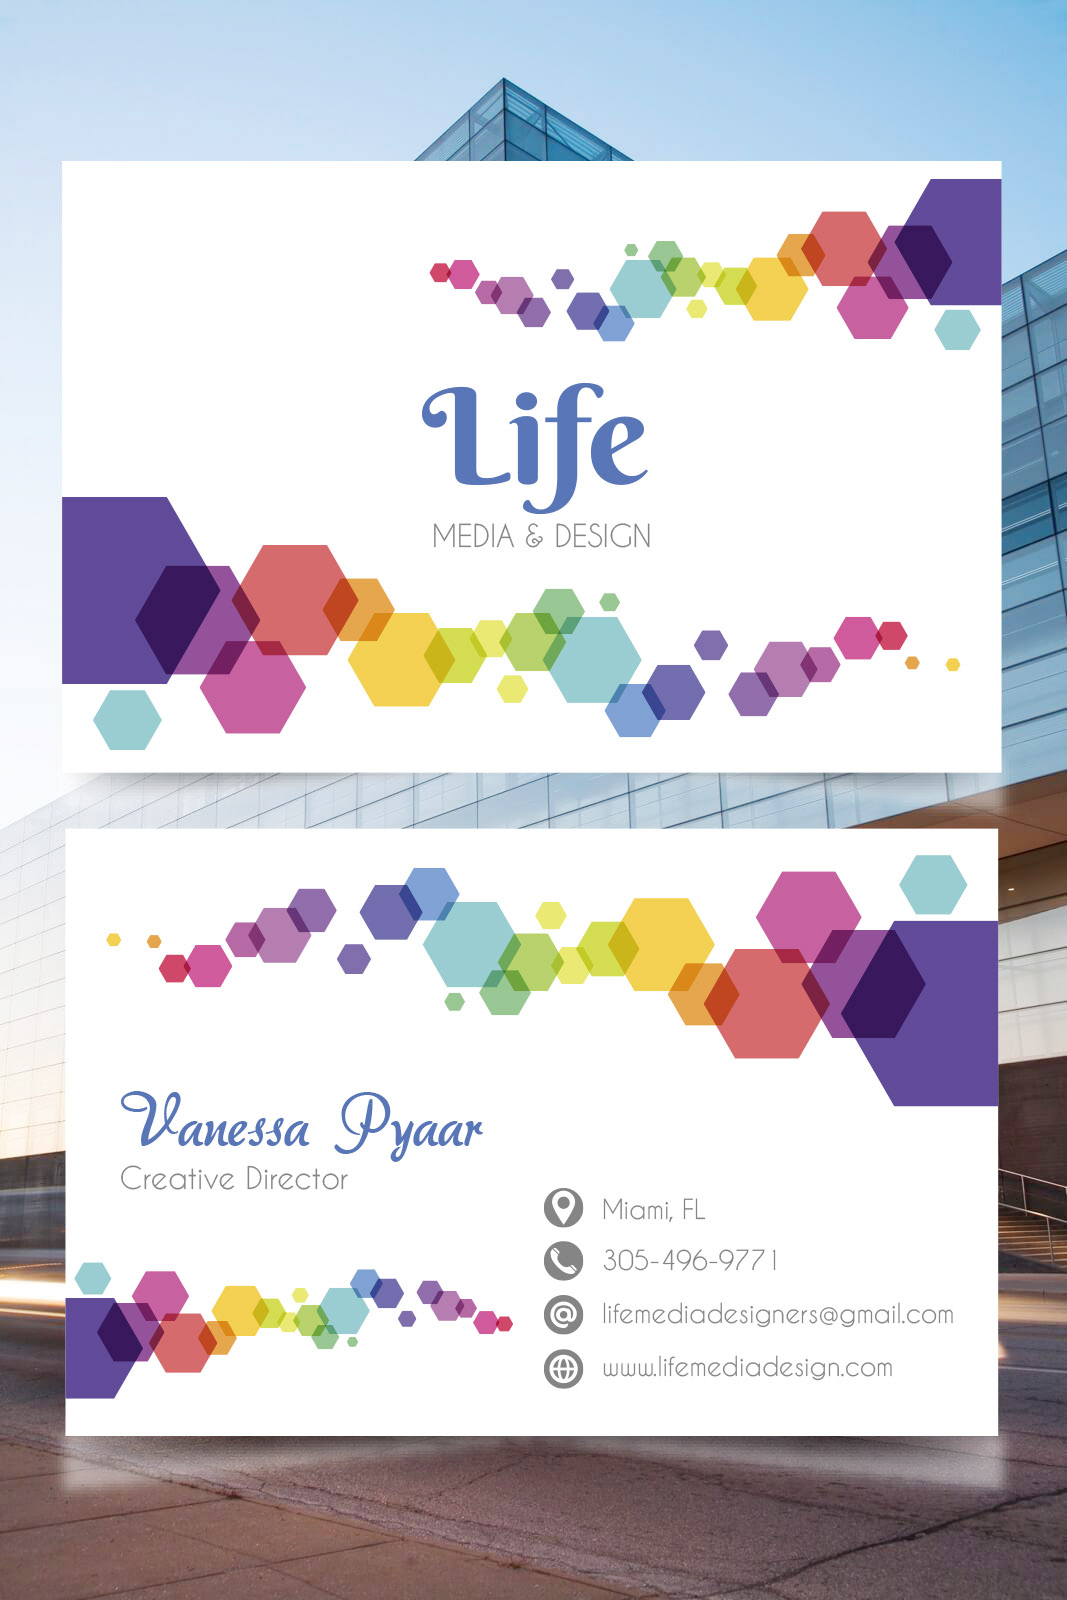 Life
MEDIA & DESIGN
Vanessa Pyaar
Creative Director
Miami, FL
305-496-9771
lifemediadesigners@gmail.com
www.lifemediadesign.com